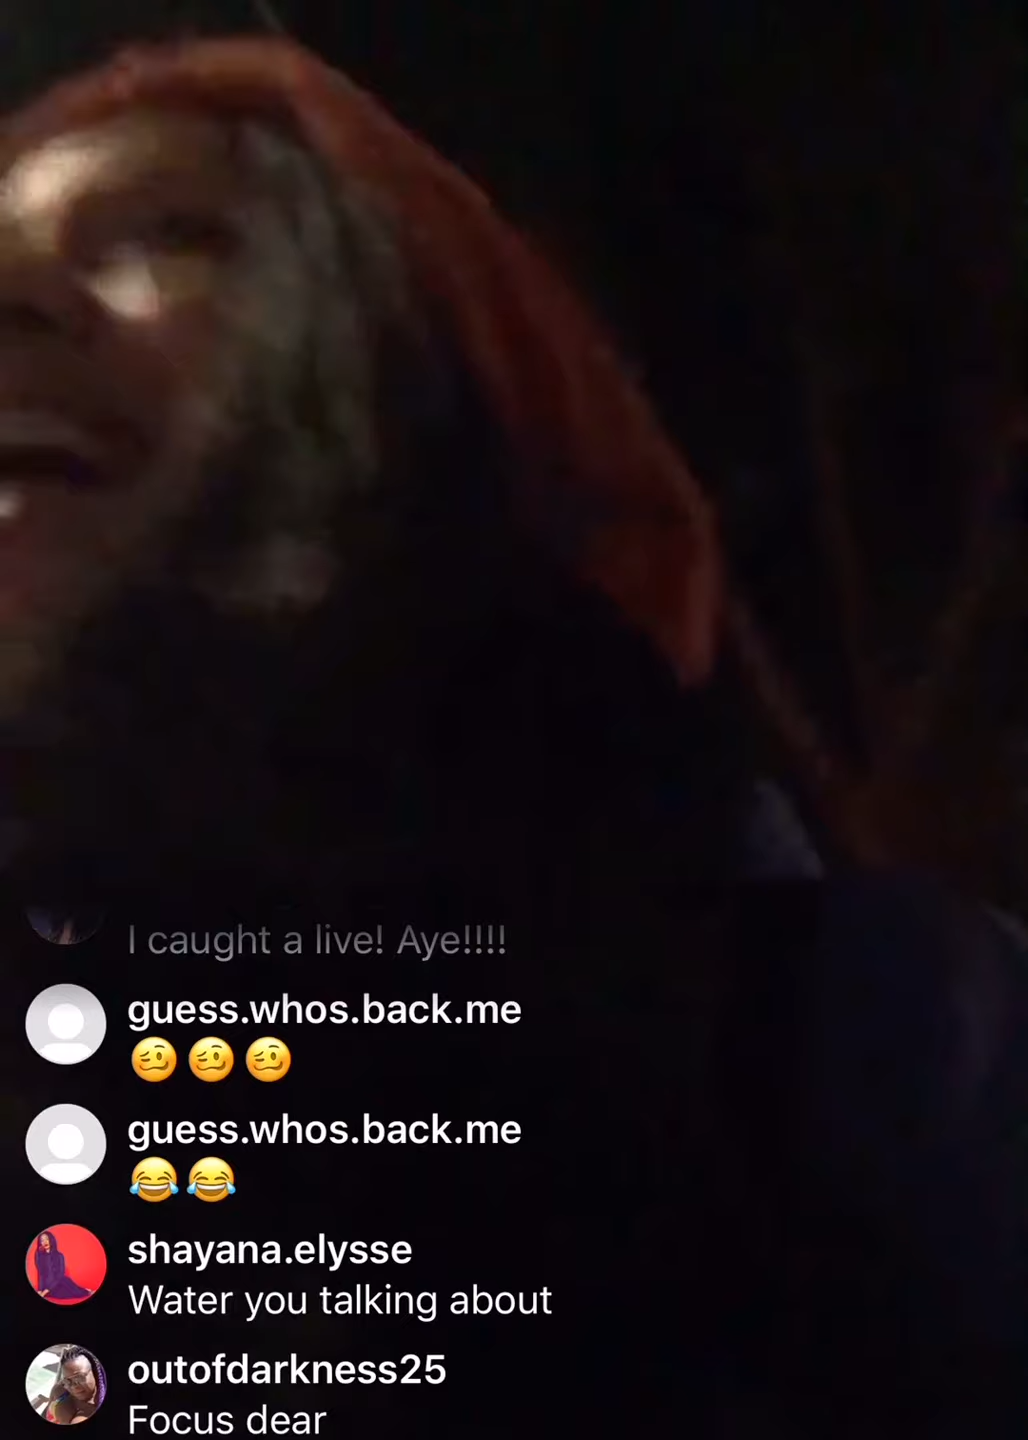 I caught a live! Aye!!!!
guess.whos.back.me
🥴🥴🥴
guess.whos.back.me
😂😂
shayana.elysse
Water you talking about
outofdarkness25
Focus dear